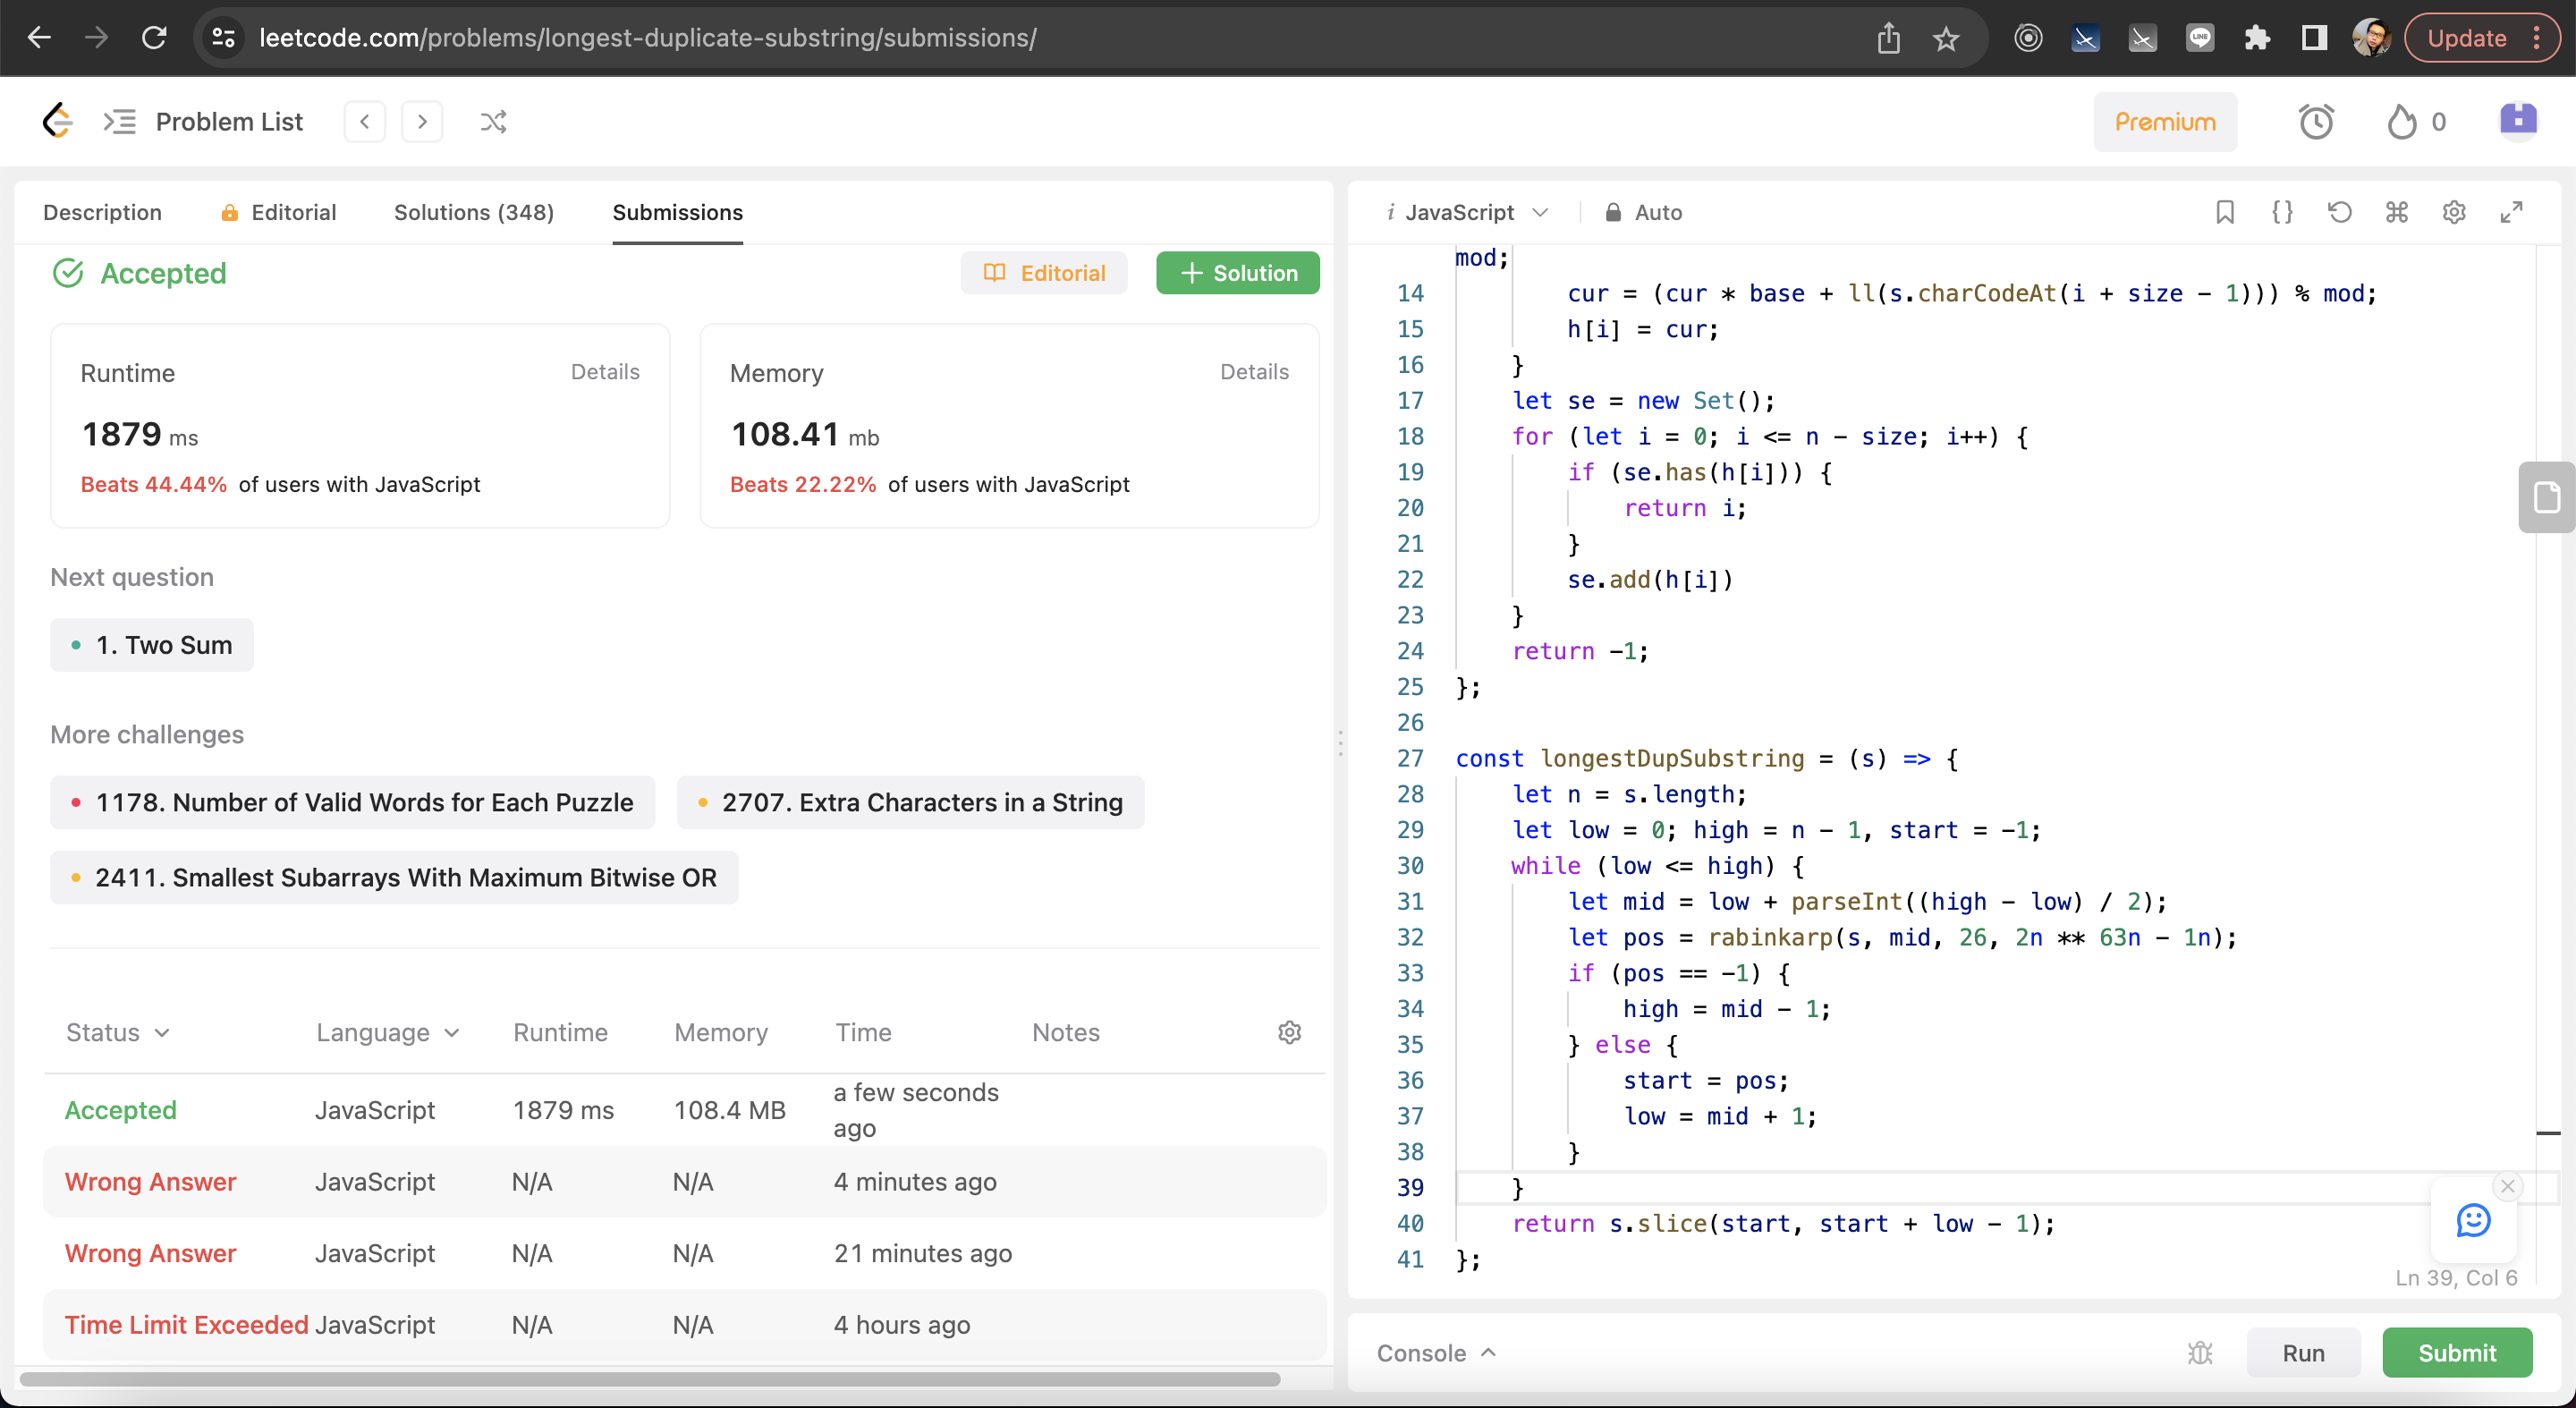 leetcode.com/problems/longest-duplicate-substring/submissions/
LINE
Update
Problem List
Premium
0
Description
Editorial
Solutions (348)
Submissions
Accepted
Editorial
Solution
Runtime
Details
1879 ms
Beats 44.44% of users with JavaScript
Memory
Details
108.41 mb
Beats 22.22% of users with JavaScript
Next question
1. Two Sum
More challenges
1178. Number of Valid Words for Each Puzzle
2707. Extra Characters in a String
2411. Smallest Subarrays With Maximum Bitwise OR
Status Language Runtime Memory Time Notes
Accepted JavaScript 1879 ms 108.4 MB a few seconds ago
Wrong Answer JavaScript N/A N/A 4 minutes ago
Wrong Answer JavaScript N/A N/A 21 minutes ago
Time Limit Exceeded JavaScript N/A N/A 4 hours ago
i JavaScript
Auto
mod;
14 cur = (cur * base + ll(s.charCodeAt(i + size - 1))) % mod;
15 h[i] = cur;
16 }
17 let se = new Set();
18 for (let i = 0; i <= n - size; i++) {
19 if (se.has(h[i])) {
20 return i;
21 }
22 se.add(h[i])
23 }
24 return -1;
25 };
26
27 const longestDupSubstring = (s) => {
28 let n = s.length;
29 let low = 0; high = n - 1, start = -1;
30 while (low <= high) {
31 let mid = low + parseInt((high - low) / 2);
32 let pos = rabinkarp(s, mid, 26, 2n ** 63n - 1n);
33 if (pos == -1) {
34 high = mid - 1;
35 } else {
36 start = pos;
37 low = mid + 1;
38 }
39 }
40 return s.slice(start, start + low - 1);
41 };
Ln 39, Col 6
Console
Run
Submit